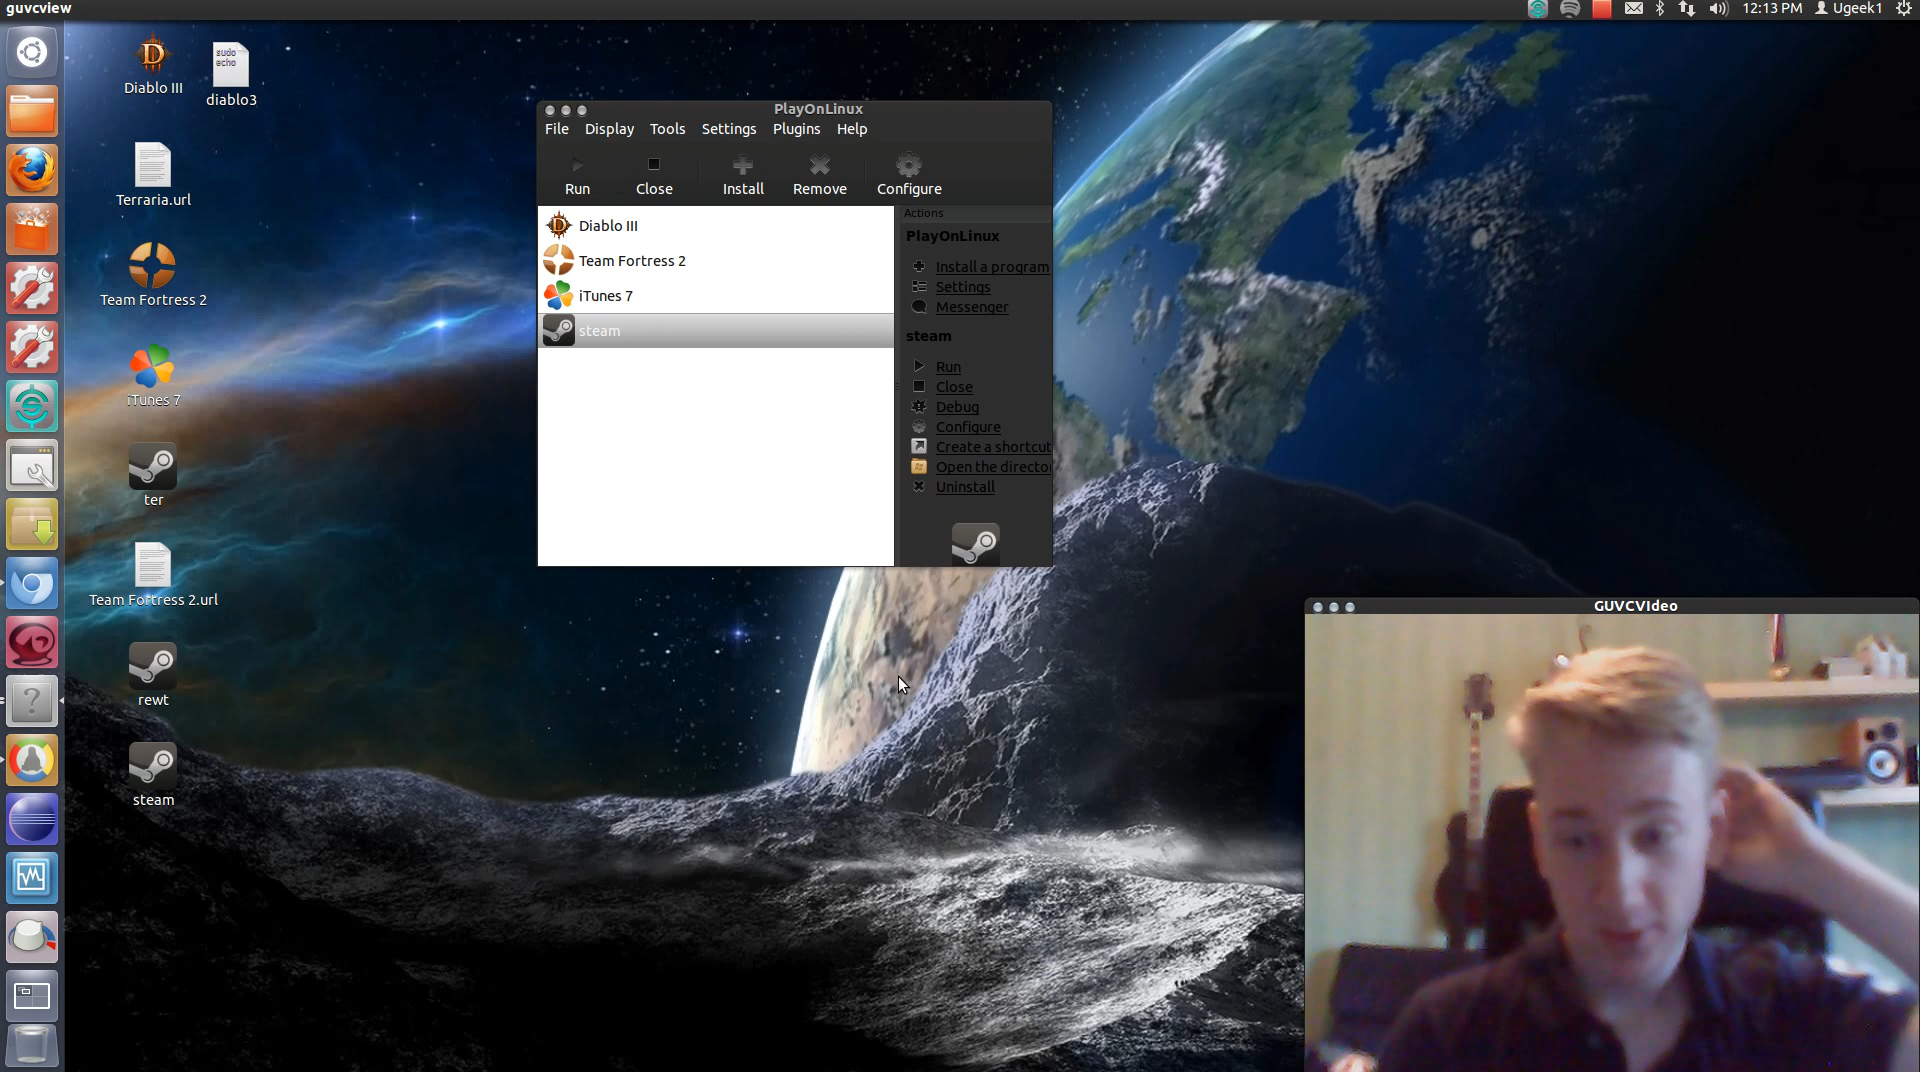 guvcview
12:13 PM
Ugeek1
Diablo III
sudo
echo
diablo3
Terraria.url
Team Fortress 2
iTunes 7
ter
Team Fortress 2.url
rewt
steam
PlayOnLinux
File Display Tools Settings Plugins Help
Run Close Install Remove Configure
Diablo III
Team Fortress 2
iTunes 7
steam
Actions
PlayOnLinux
Install a program
Settings
Messenger
steam
Run
Close
Debug
Configure
Create a shortcut
Open the directo
Uninstall
GUVCVIdeo